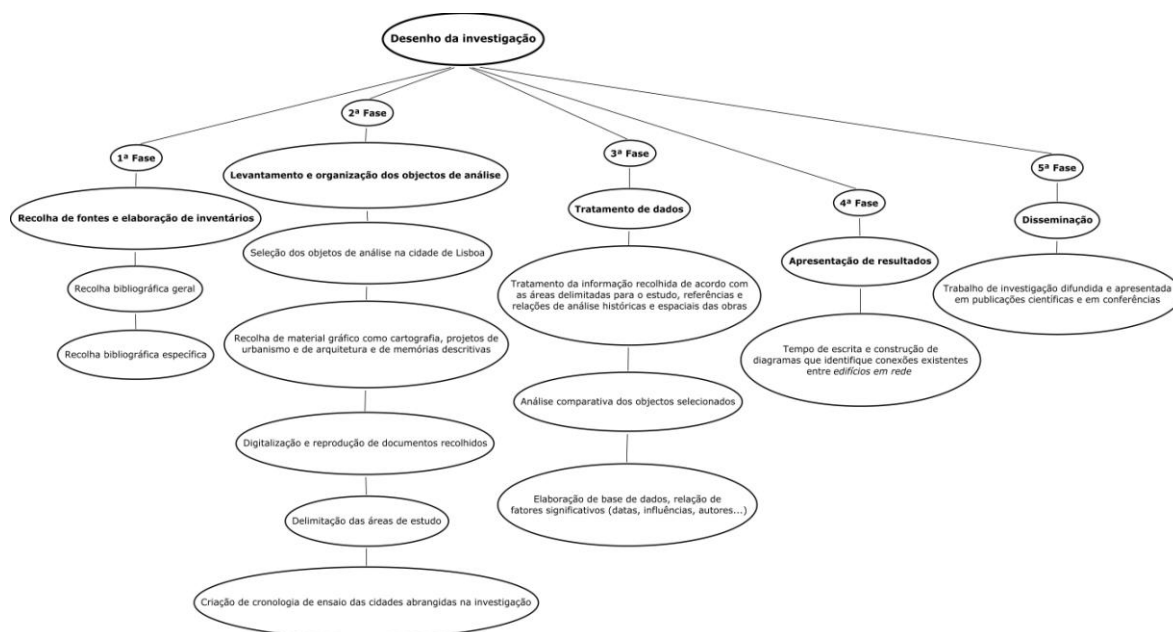 Desenho da investigação
1ª Fase
Recolha de fontes e elaboração de inventários
Recolha bibliográfica geral
Recolha bibliográfica específica
2ª Fase
Levantamento e organização dos objectos de análise
Seleção dos objetos de análise na cidade de Lisboa
Recolha de material gráfico como cartografia, projetos de
urbanismo e de arquitetura e de memórias descritivas
Digitalização e reprodução de documentos recolhidos
Delimitação das áreas de estudo
Criação de cronologia de ensaio das cidades abrangidas na investigação
3ª Fase
Tratamento de dados
Tratamento da informação recolhida de acordo com
as áreas delimitadas para o estudo, referências e
relações de análise históricas e espaciais das obras
Análise comparativa dos objectos selecionados
Elaboração de base de dados, relação de
fatores significativos (datas, influências, autores...)
4ª Fase
Apresentação de resultados
Tempo de escrita e construção de
diagramas que identifique conexões existentes
entre edifícios em rede
5ª Fase
Disseminação
Trabalho de investigação difundida e apresentada
em publicações científicas e em conferências